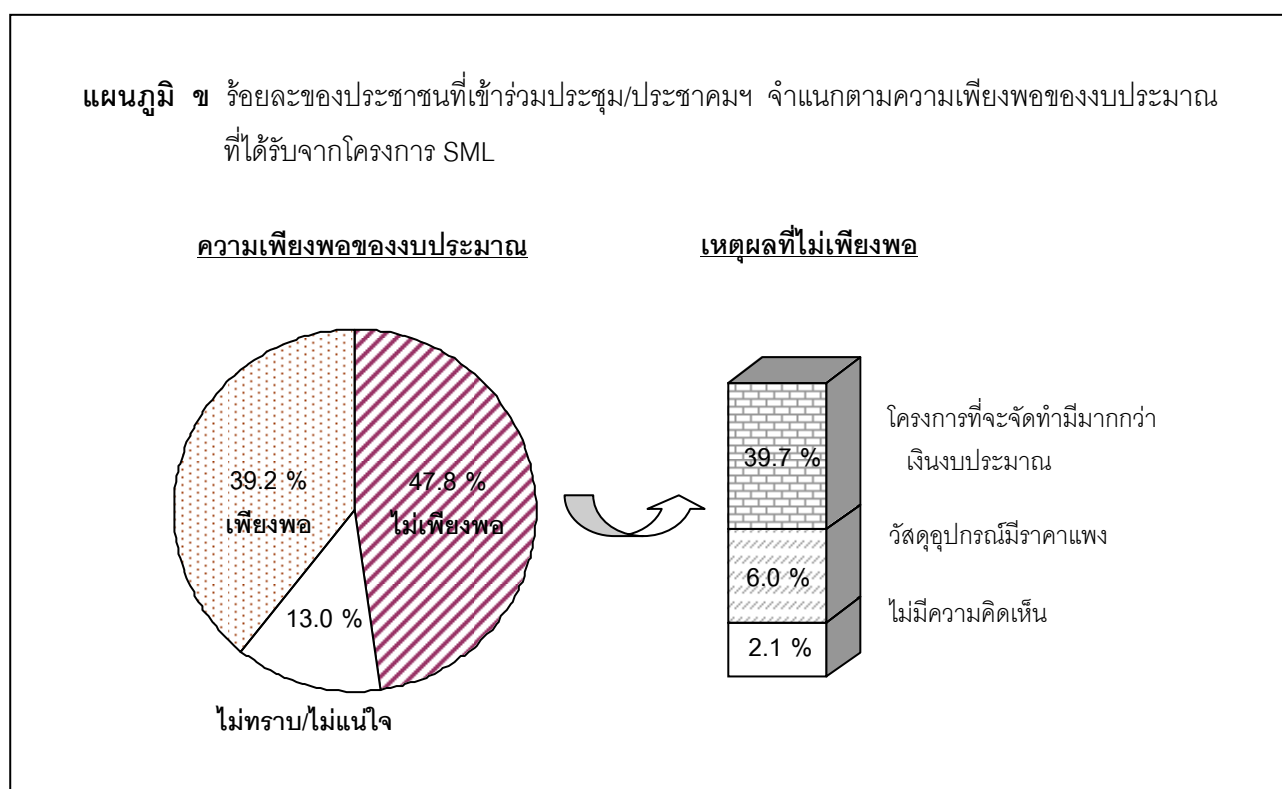 แผนภูมิ ข ร้อยละของประชาชนที่เข้าร่วมประชุม/ประชาคมฯ จำแนกตามความเพียงพอของงบประมาณ
ที่ได้รับจากโครงการ SML
ความเพียงพอของงบประมาณ
เหตุผลที่ไม่เพียงพอ
39.2 %
เพียงพอ
47.8 %
ไม่เพียงพอ
13.0 %
ไม่ทราบ/ไม่แน่ใจ
39.7 %
โครงการที่จะจัดทำมีมากกว่า
เงินงบประมาณ
6.0 %
วัสดุอุปกรณ์มีราคาแพง
2.1 %
ไม่มีความคิดเห็น